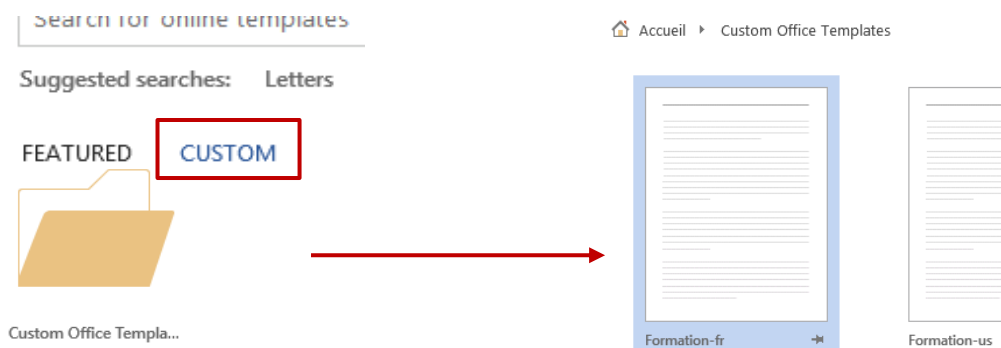 Search for online templates
Suggested searches: Letters
FEATURED CUSTOM
Custom Office Templa...
Accueil Custom Office Templates
Formation-fr
Formation-us